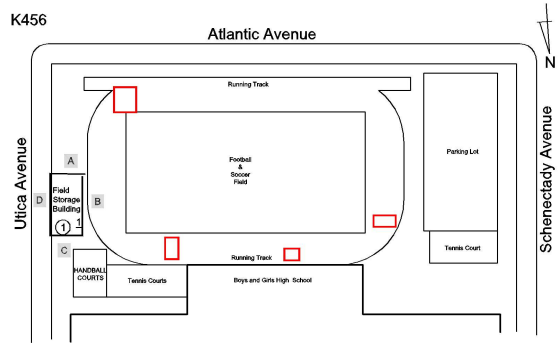 K456
Atlantic Avenue
N
Running Track
Utica Avenue
Schenectady Avenue
Parking Lot
Football
&
Soccer
Field
A
D
Field
Storage
Building
B
1
1
C
Tennis Court
HANDBALL
COURTS
Tennis Courts
Running Track
Boys and Girls High School